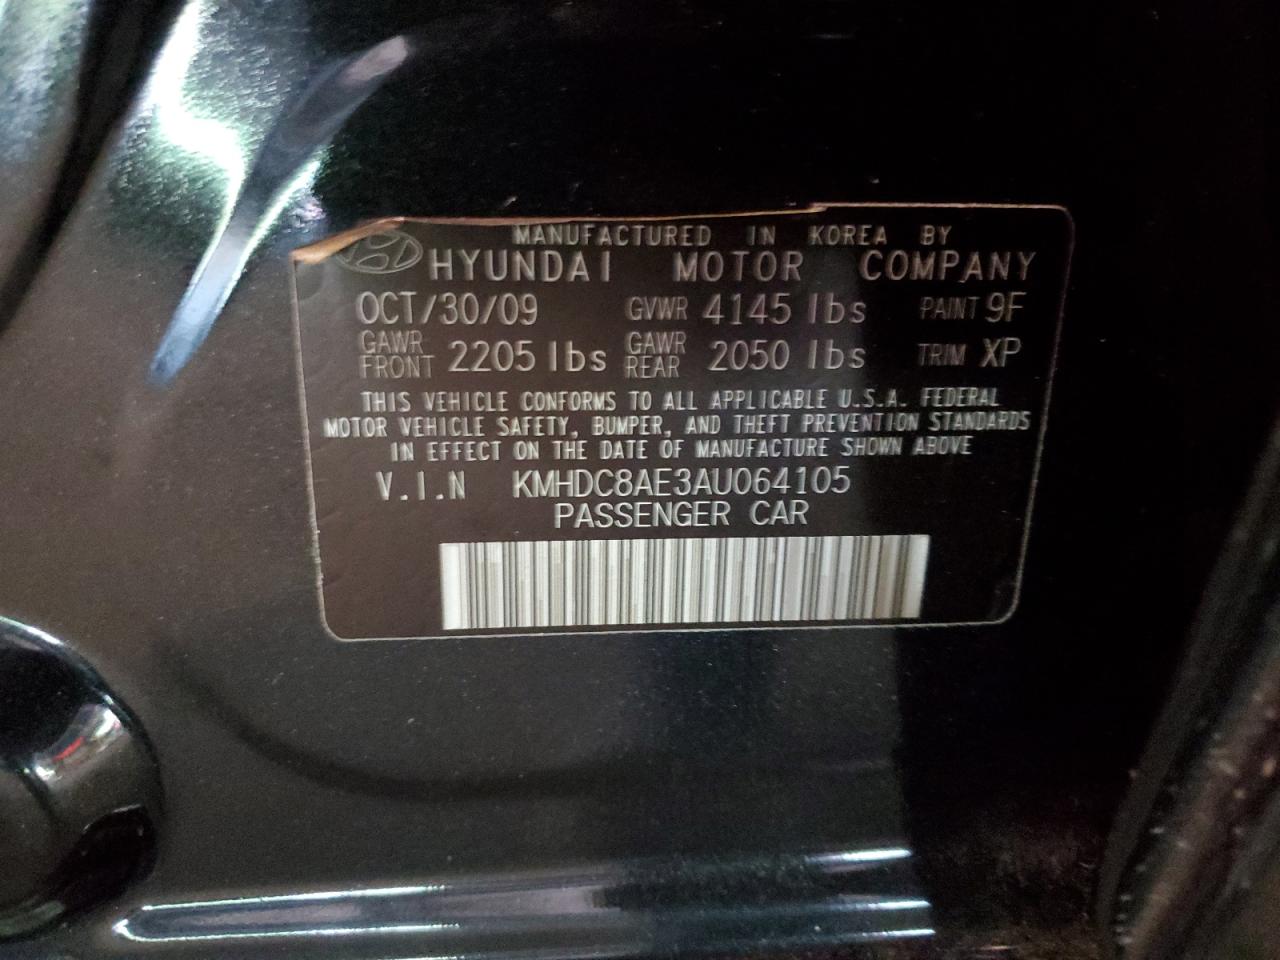 MANUFACTURED IN KOREA BY
HYUNDAI MOTOR COMPANY
OCT/30/09 GVWR 4145 lbs PAINT 9F
GAWR FRONT 2205 lbs GAWR REAR 2050 lbs TRIM XP
THIS VEHICLE CONFORMS TO ALL APPLICABLE U.S.A. FEDERAL
MOTOR VEHICLE SAFETY, BUMPER, AND THEFT PREVENTION STANDARDS
IN EFFECT ON THE DATE OF MANUFACTURE SHOWN ABOVE
V.I.N KMHDC8AE3AU064105
PASSENGER CAR